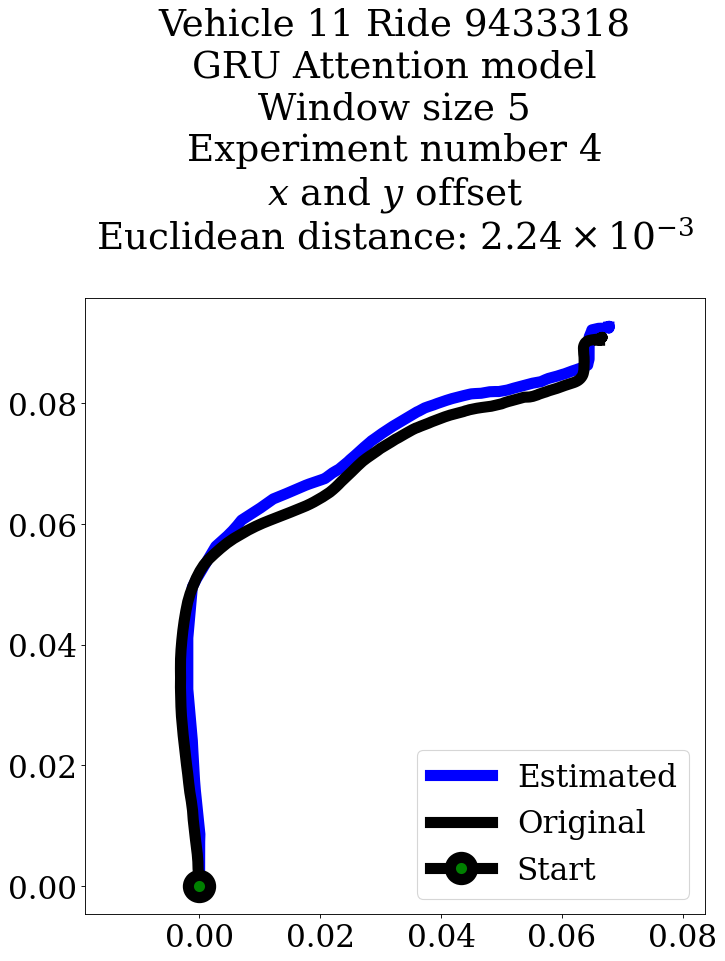 Vehicle 11 Ride 9433318
GRU Attention model
Window size 5
Experiment number 4
x and y offset
Euclidean distance: 2.24 × 10⁻³
0.08
0.06
0.04
0.02
0.00
Estimated
Original
Start
0.00 0.02 0.04 0.06 0.08